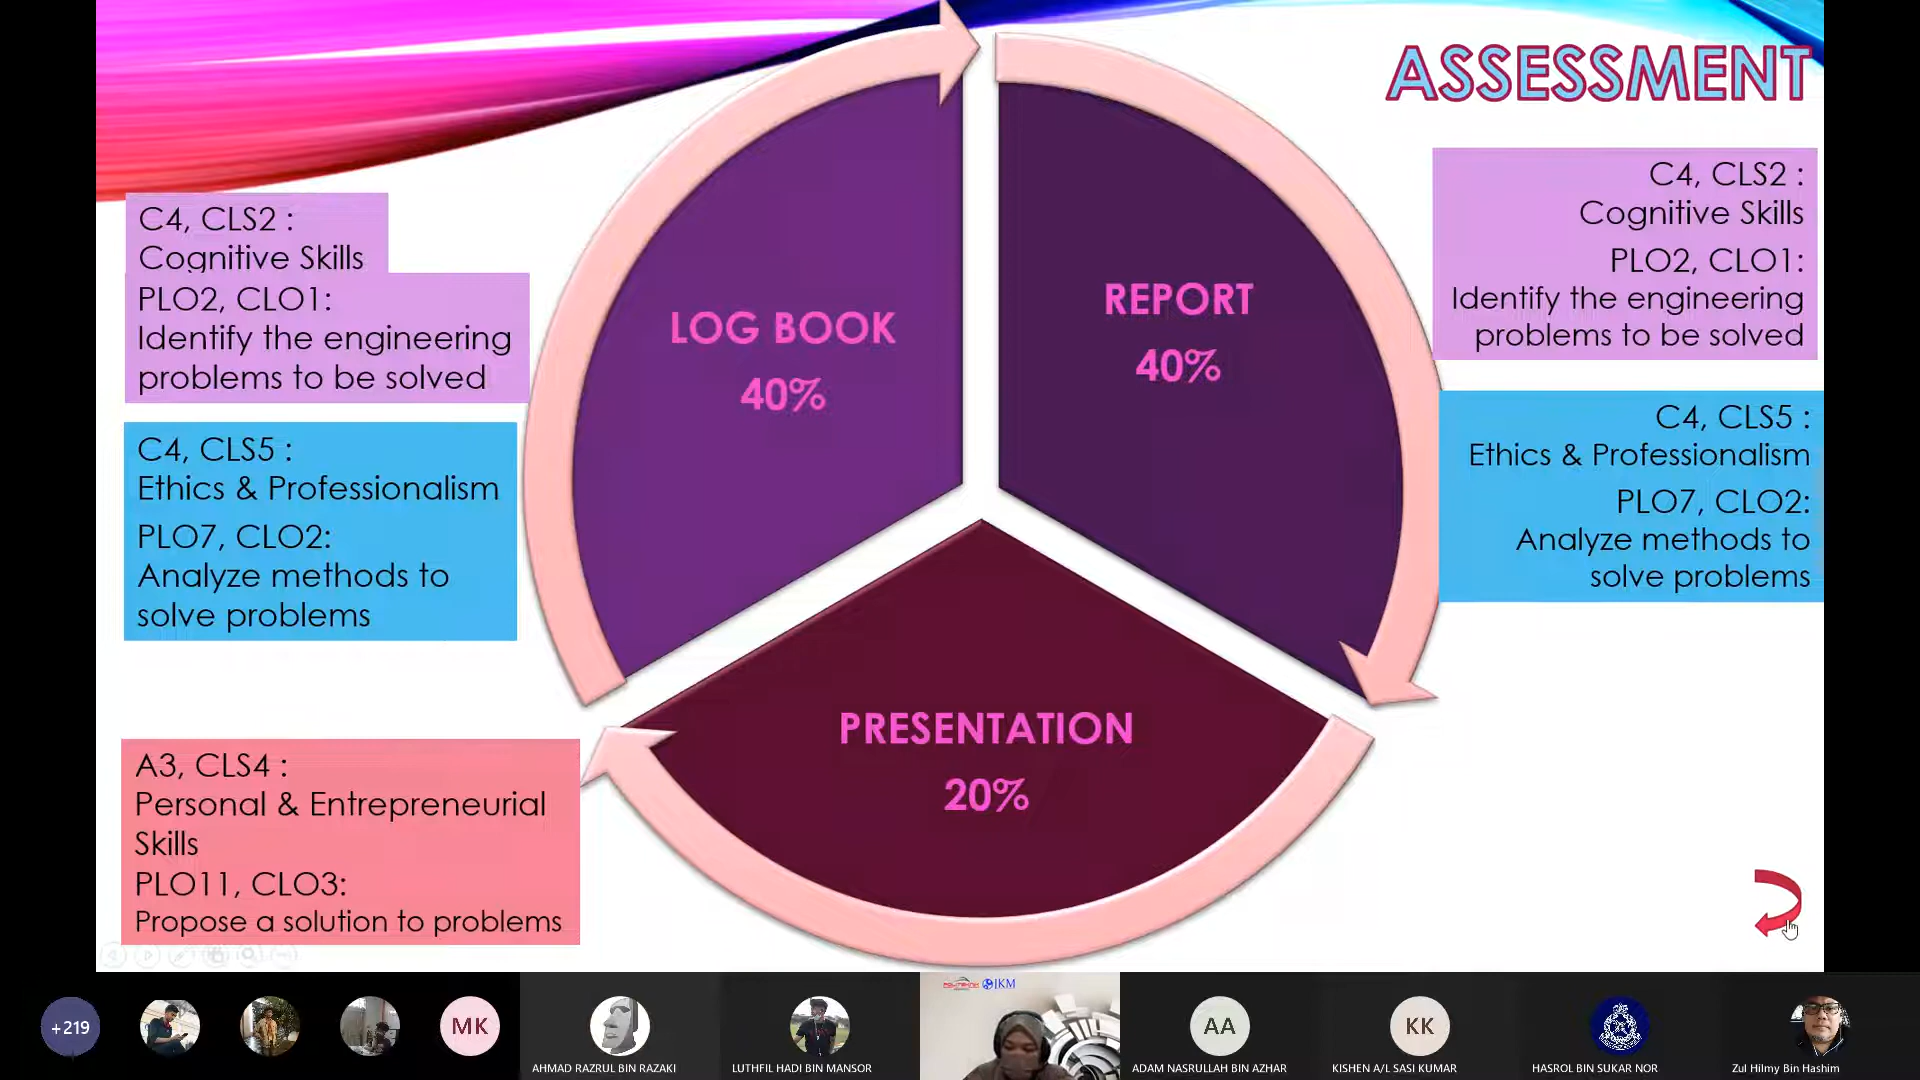 ASSESSMENT
C4, CLS2 :
Cognitive Skills
PLO2, CLO1:
Identify the engineering
problems to be solved
C4, CLS5 :
Ethics & Professionalism
PLO7, CLO2:
Analyze methods to
solve problems
A3, CLS4 :
Personal & Entrepreneurial
Skills
PLO11, CLO3:
Propose a solution to problems
LOG BOOK
40%
REPORT
40%
PRESENTATION
20%
C4, CLS2 :
Cognitive Skills
PLO2, CLO1:
Identify the engineering
problems to be solved
C4, CLS5 :
Ethics & Professionalism
PLO7, CLO2:
Analyze methods to
solve problems
+219
MK
AHMAD RAZRUL BIN RAZAKI
LUTHFIL HADI BIN MANSOR
JKM
AA
ADAM NASRULLAH BIN AZHAR
KK
KISHEN A/L SASI KUMAR
HASROL BIN SUKAR NOR
Zul Hilmy Bin Hashim